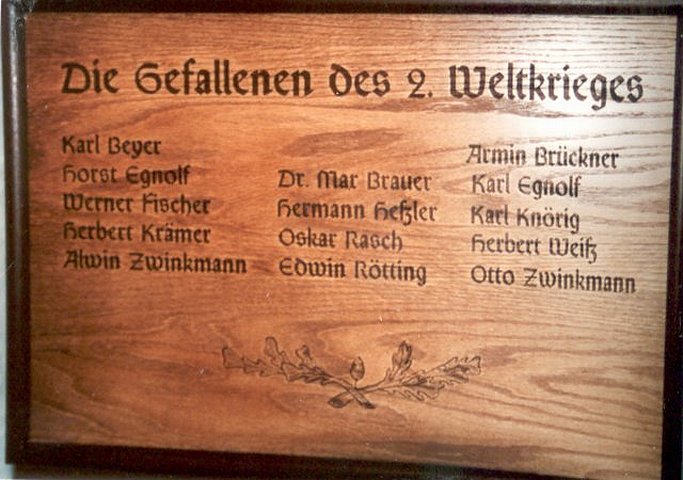 Die Gefallenen des 2. Weltkrieges
Karl Beyer
Horst Egnolf
Werner Fischer
Herbert Krämer
Alwin Zwinkmann
Dr. Max Brauer
Hermann Heßler
Oskar Rasch
Edwin Rötting
Armin Brückner
Karl Egnolf
Karl Knörig
Herbert Weiß
Otto Zwinkmann